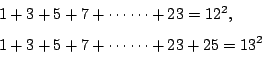 1 + 3 + 5 + 7 + ⋯⋯ + 23 = 12²,
1 + 3 + 5 + 7 + ⋯⋯ + 23 + 25 = 13²